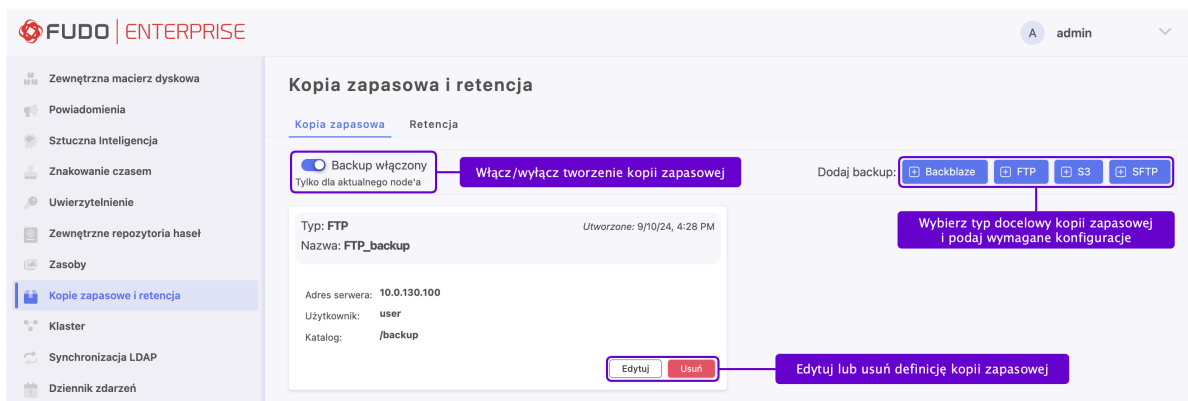 FUDO | ENTERPRISE
A admin
Zewnętrzna macierz dyskowa
Powiadomienia
Sztuczna Inteligencja
Znakowanie czasem
Uwierzytelnienie
Zewnętrzne repozytoria haseł
Zasoby
Kopie zapasowe i retencja
Klaster
Synchronizacja LDAP
Dziennik zdarzeń
Kopia zapasowa i retencja
Kopia zapasowa Retencja
Backup włączony
Tylko dla aktualnego node'a
Włącz/wyłącz tworzenie kopii zapasowej
Dodaj backup: Backblaze FTP S3 SFTP
Wybierz typ docelowy kopii zapasowej
i podaj wymagane konfiguracje
Typ: FTP Utworzone: 9/10/24, 4:28 PM
Nazwa: FTP_backup
Adres serwera: 10.0.130.100
Użytkownik: user
Katalog: /backup
Edytuj Usuń
Edytuj lub usuń definicję kopii zapasowej